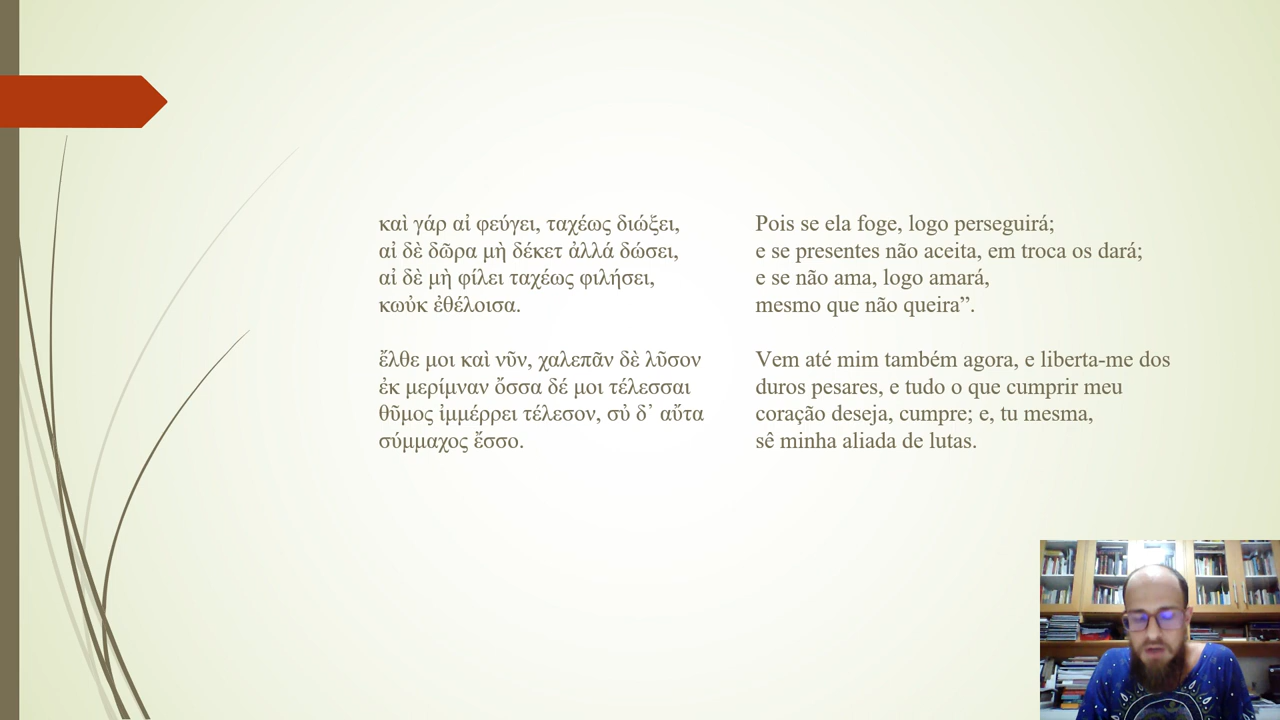 καὶ γάρ αἰ φεύγει, ταχέως διώξει,
αἰ δὲ δῶρα μὴ δέκετ ἀλλά δώσει,
αἰ δὲ μὴ φίλει ταχέως φιλήσει,
κωὐκ ἐθέλοισα.
ἔλθε μοι καὶ νῦν, χαλεπᾶν δὲ λῦσον
ἐκ μερίμναν ὄσσα δέ μοι τέλεσσαι
θῦμος ἰμμέρρει τέλεσον, σὐ δ᾽ αὔτα
σύμμαχος ἔσσο.
Pois se ela foge, logo perseguirá;
e se presentes não aceita, em troca os dará;
e se não ama, logo amará,
mesmo que não queira”.
Vem até mim também agora, e liberta-me dos
duros pesares, e tudo o que cumprir meu
coração deseja, cumpre; e, tu mesma,
sê minha aliada de lutas.